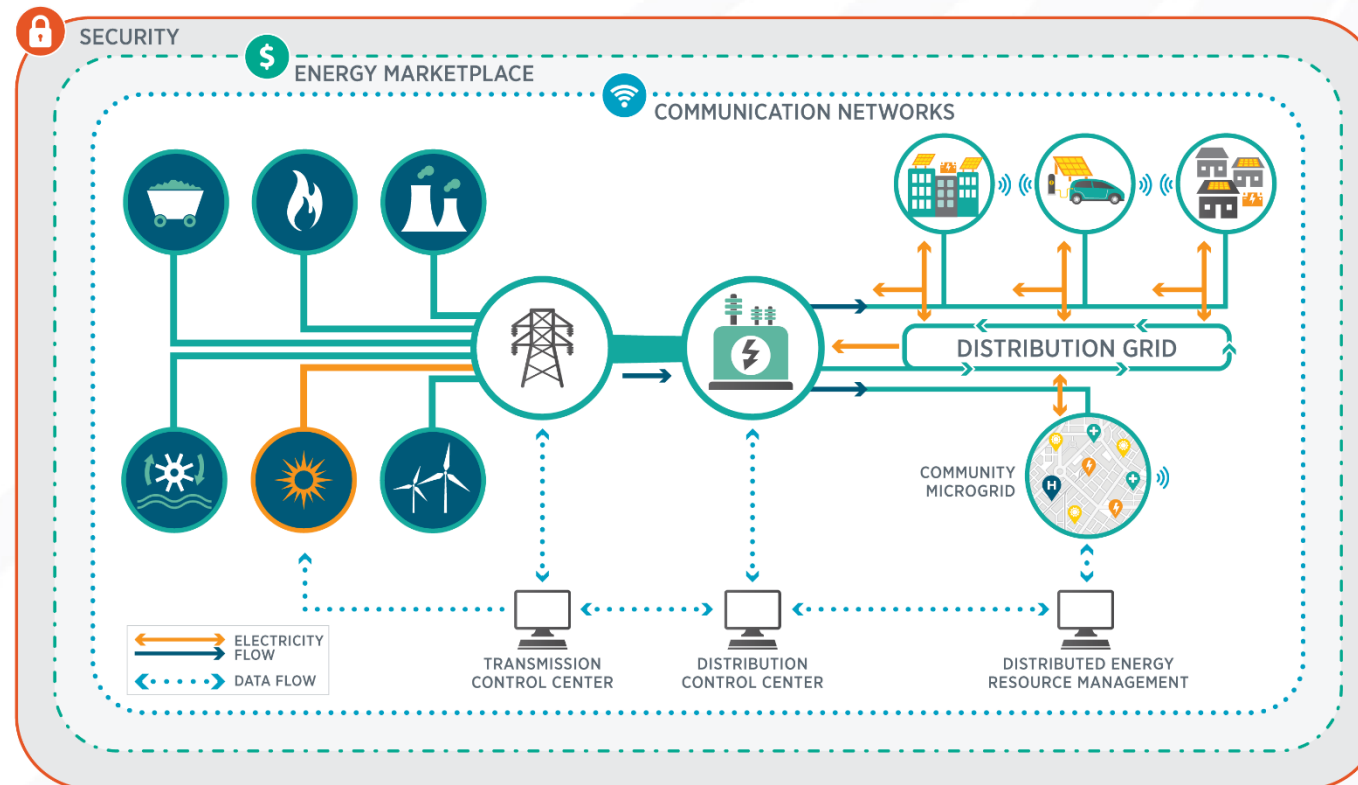 SECURITY
$
ENERGY MARKETPLACE
COMMUNICATION NETWORKS
DISTRIBUTION GRID
COMMUNITY
MICROGRID
H
ELECTRICITY
FLOW
DATA FLOW
TRANSMISSION
CONTROL CENTER
DISTRIBUTION
CONTROL CENTER
DISTRIBUTED ENERGY
RESOURCE MANAGEMENT